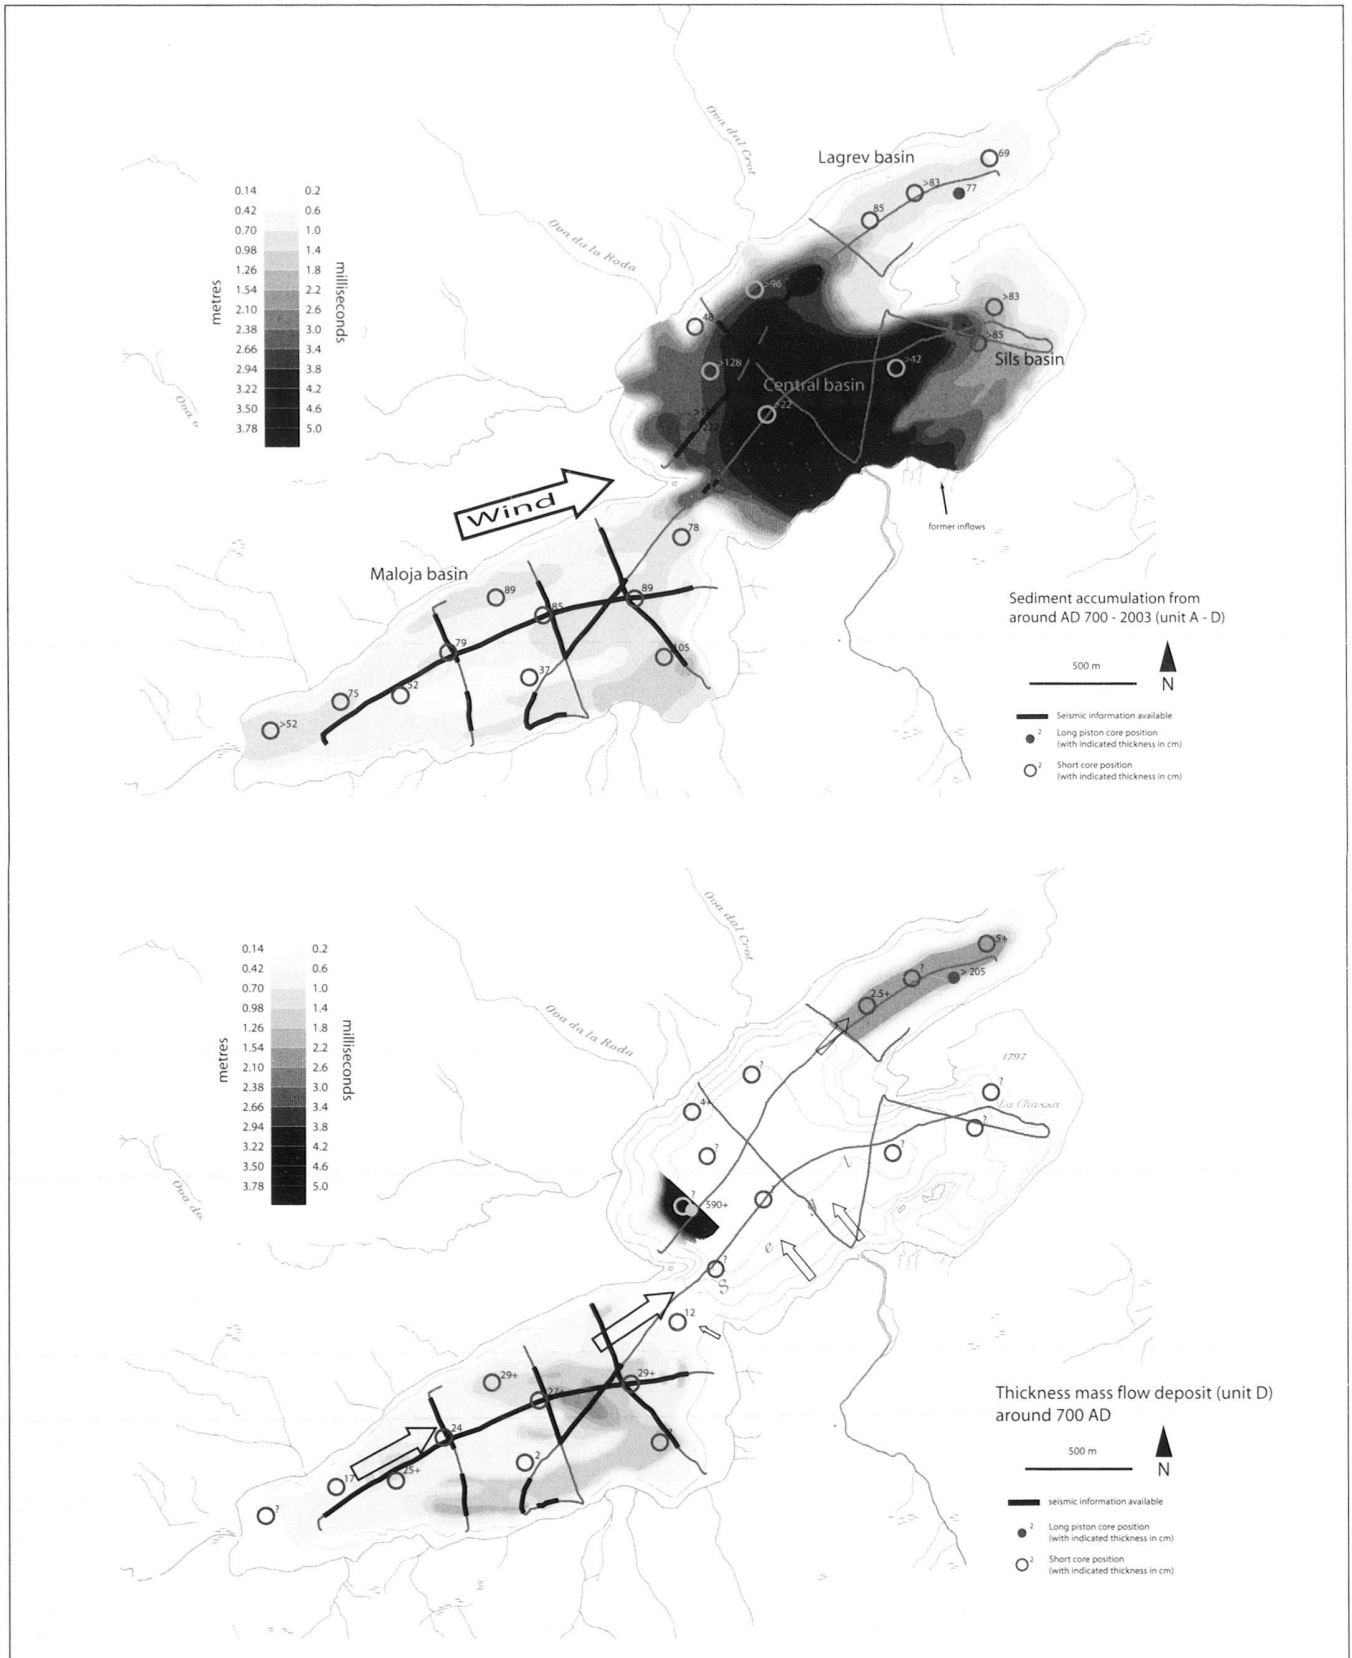 Ova dal Crot
Lagrev basin
69
>83
77
85
Ova da la Roda
0.14 0.2
0.42 0.6
0.70 1.0
0.98 1.4
1.26 1.8
1.54 2.2
2.10 2.6
2.38 3.0
2.66 3.4
2.94 3.8
3.22 4.2
3.50 4.6
3.78 5.0
metres
milliseconds
>96
>83
48
>85
Sils basin
>128
>42
Central basin
>22
222
Ova
Wind
former inflows
78
Maloja basin
89
89
85
79
105
37
52
75
>52
Sediment accumulation from
around AD 700 - 2003 (unit A - D)
500 m
N
Seismic information available
2 Long piston core position
(with indicated thickness in cm)
2 Short core position
(with indicated thickness in cm)
Ova dal Crot
5+
?
> 205
2.5+
Ova da la Roda
0.14 0.2
0.42 0.6
0.70 1.0
0.98 1.4
1.26 1.8
1.54 2.2
2.10 2.6
2.38 3.0
2.66 3.4
2.94 3.8
3.22 4.2
3.50 4.6
3.78 5.0
metres
milliseconds
1797
?
?
La Chassa
4+
?
?
?
Ova da
?
590+
S e g l
?
12
29+
29+
27+
24
?
2
25+
17
?
Thickness mass flow deposit (unit D)
around 700 AD
500 m
N
seismic information available
2 Long piston core position
(with indicated thickness in cm)
2 Short core position
(with indicated thickness in cm)